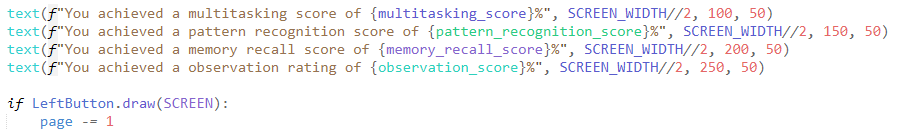 text(f"You achieved a multitasking score of {multitasking_score}%", SCREEN_WIDTH//2, 100, 50)
text(f"You achieved a pattern recognition score of {pattern_recognition_score}%", SCREEN_WIDTH//2, 150, 50)
text(f"You achieved a memory recall score of {memory_recall_score}%", SCREEN_WIDTH//2, 200, 50)
text(f"You achieved a observation rating of {observation_score}%", SCREEN_WIDTH//2, 250, 50)

if LeftButton.draw(SCREEN):
    page -= 1